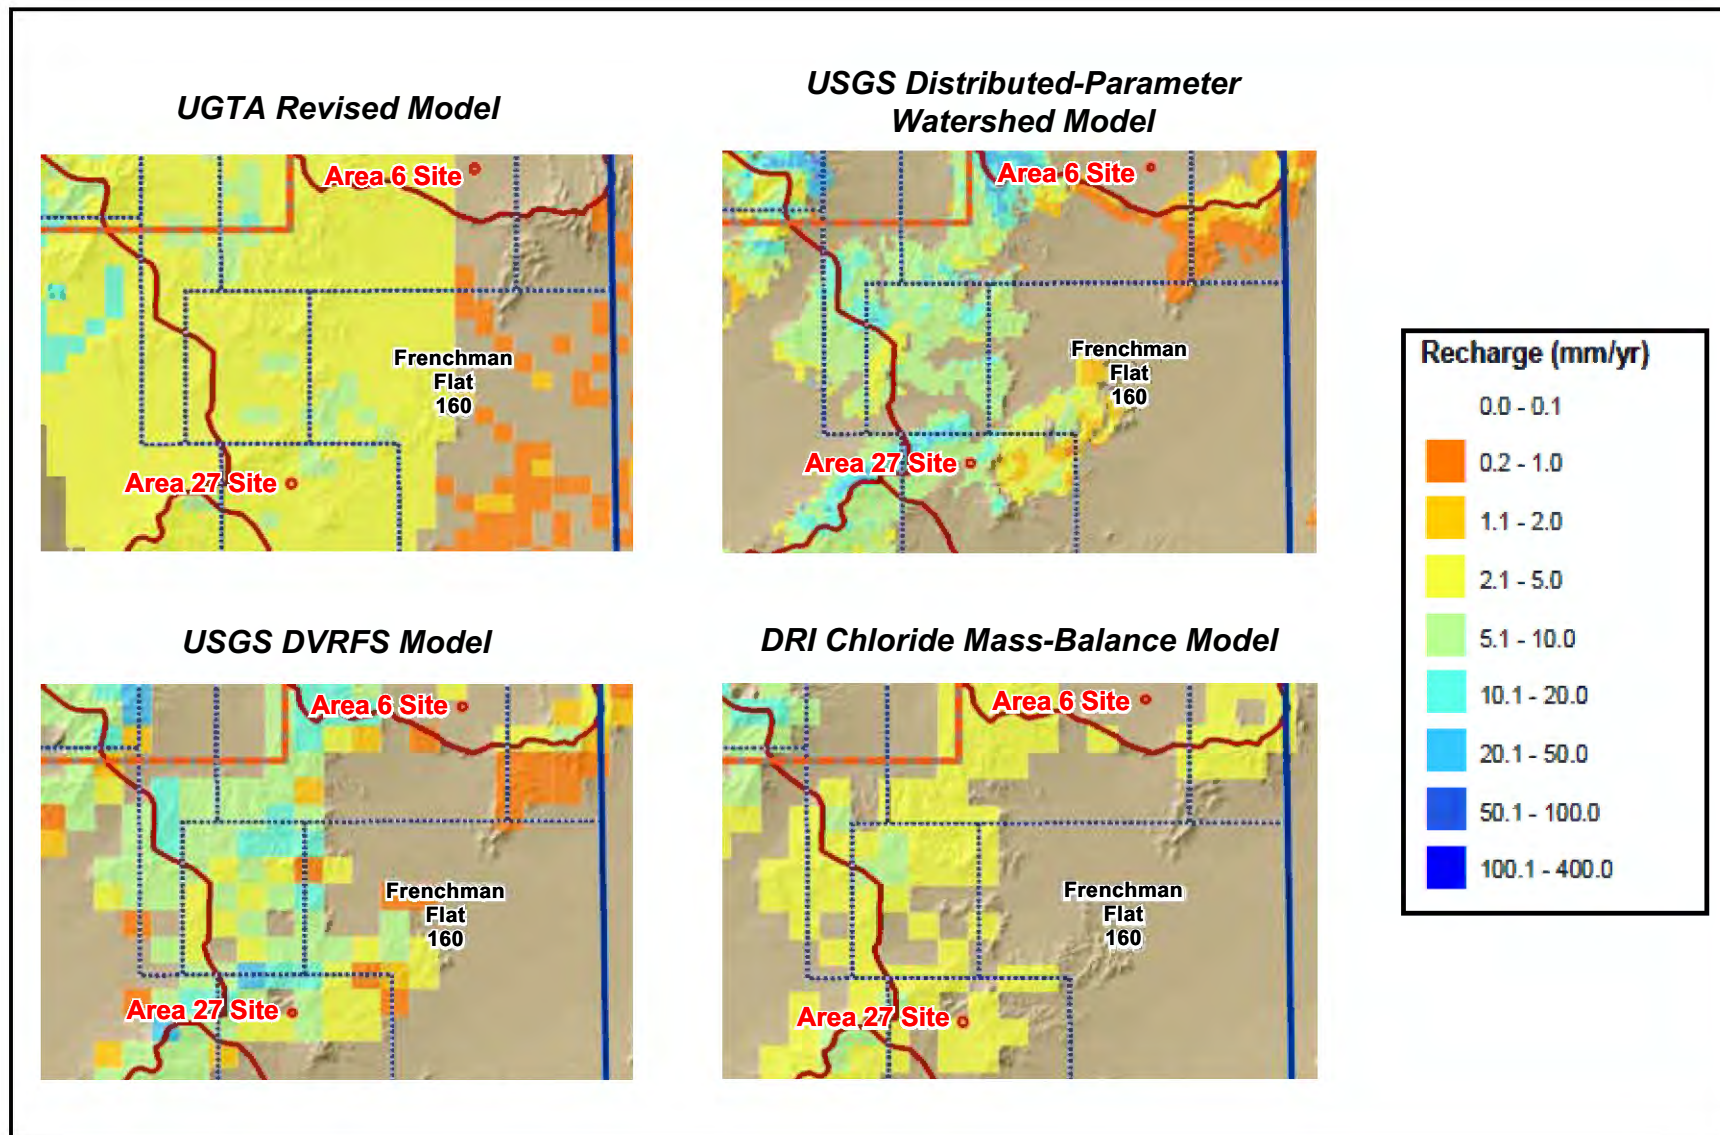 UGTA Revised Model
Area 6 Site
Frenchman
Flat
160
Area 27 Site
USGS Distributed-Parameter
Watershed Model
Area 6 Site
Frenchman
Flat
160
Area 27 Site
USGS DVRFS Model
Area 6 Site
Frenchman
Flat
160
Area 27 Site
DRI Chloride Mass-Balance Model
Area 6 Site
Frenchman
Flat
160
Area 27 Site
Recharge (mm/yr)
0.0 - 0.1
0.2 - 1.0
1.1 - 2.0
2.1 - 5.0
5.1 - 10.0
10.1 - 20.0
20.1 - 50.0
50.1 - 100.0
100.1 - 400.0